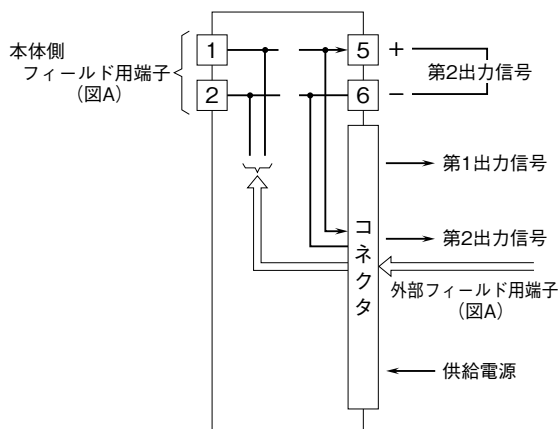 本体側
フィールド用端子
(図A)
1
2
5
6
+
−
第2出力信号
コネクタ
第1出力信号
第2出力信号
外部フィールド用端子
(図A)
供給電源